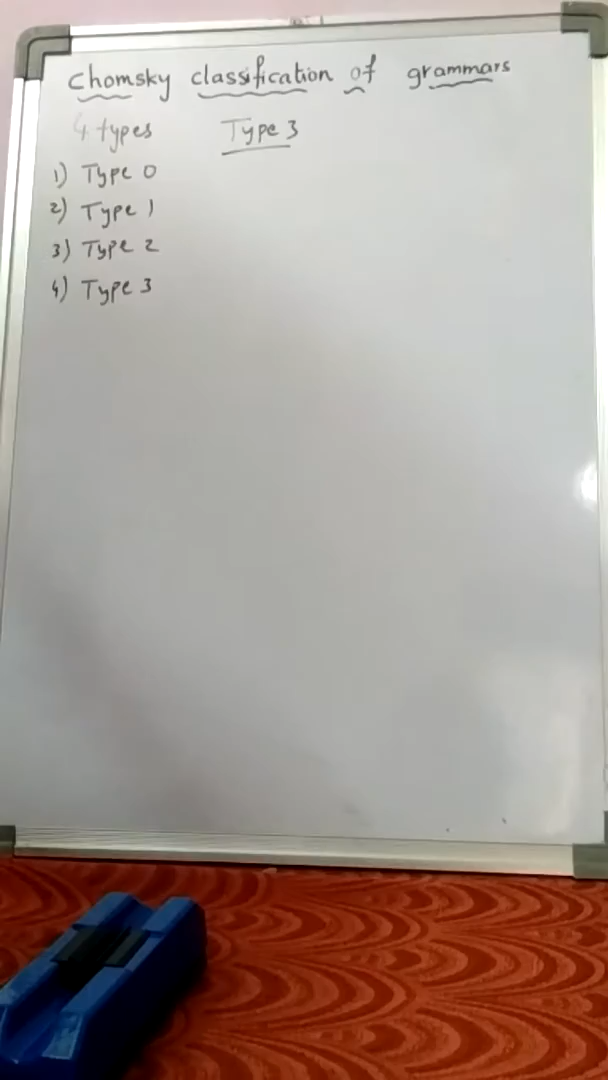 Chomsky classification of grammars
4 types Type 3
1) Type 0
2) Type 1
3) Type 2
4) Type 3